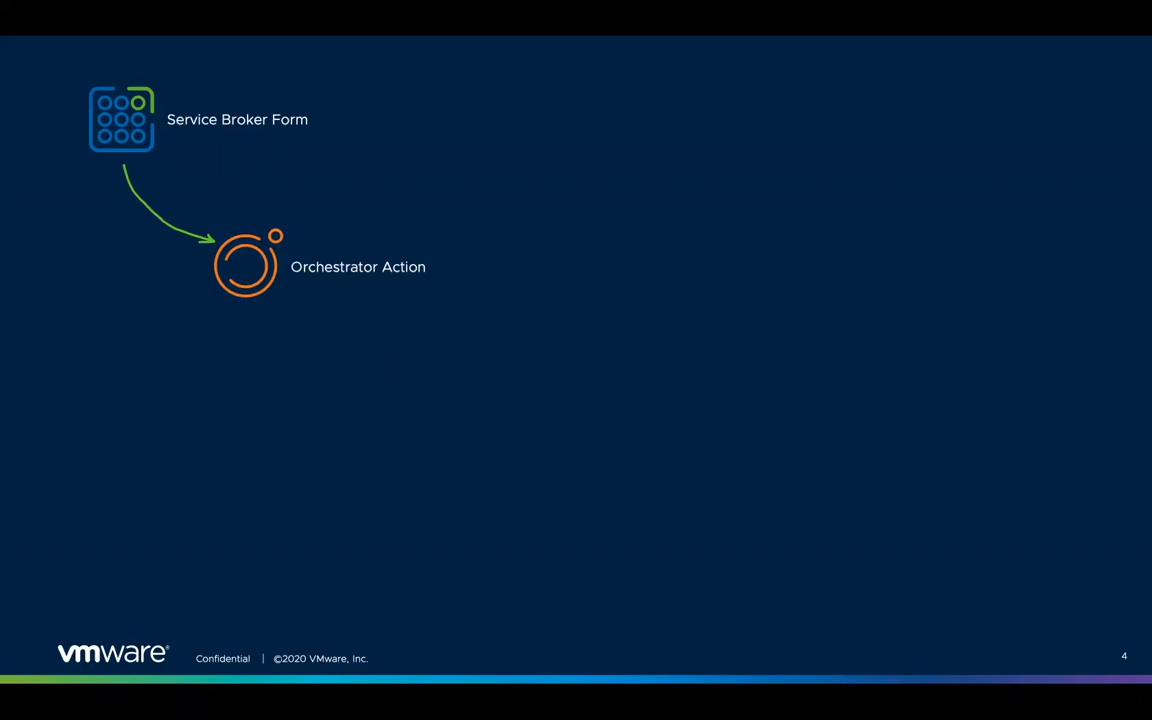 Service Broker Form
Orchestrator Action
vmware®
Confidential | ©2020 VMware, Inc.
4